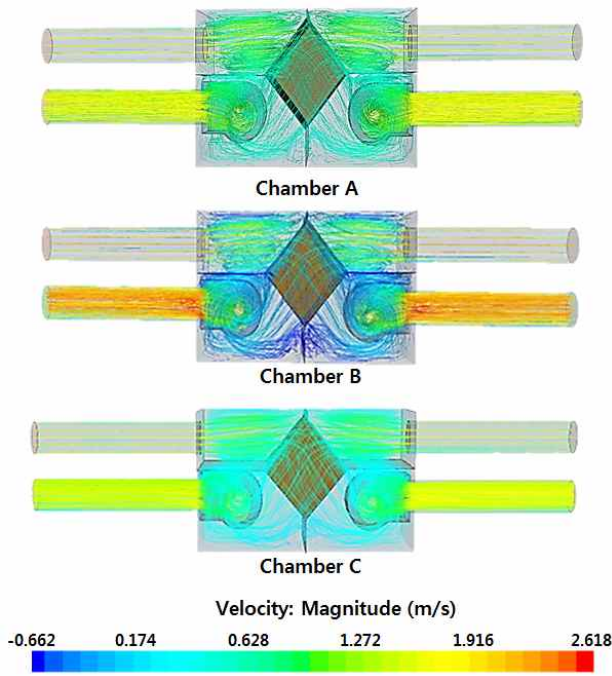 Chamber A
Chamber B
Chamber C
Velocity: Magnitude (m/s)
-0.662 0.174 0.628 1.272 1.916 2.618